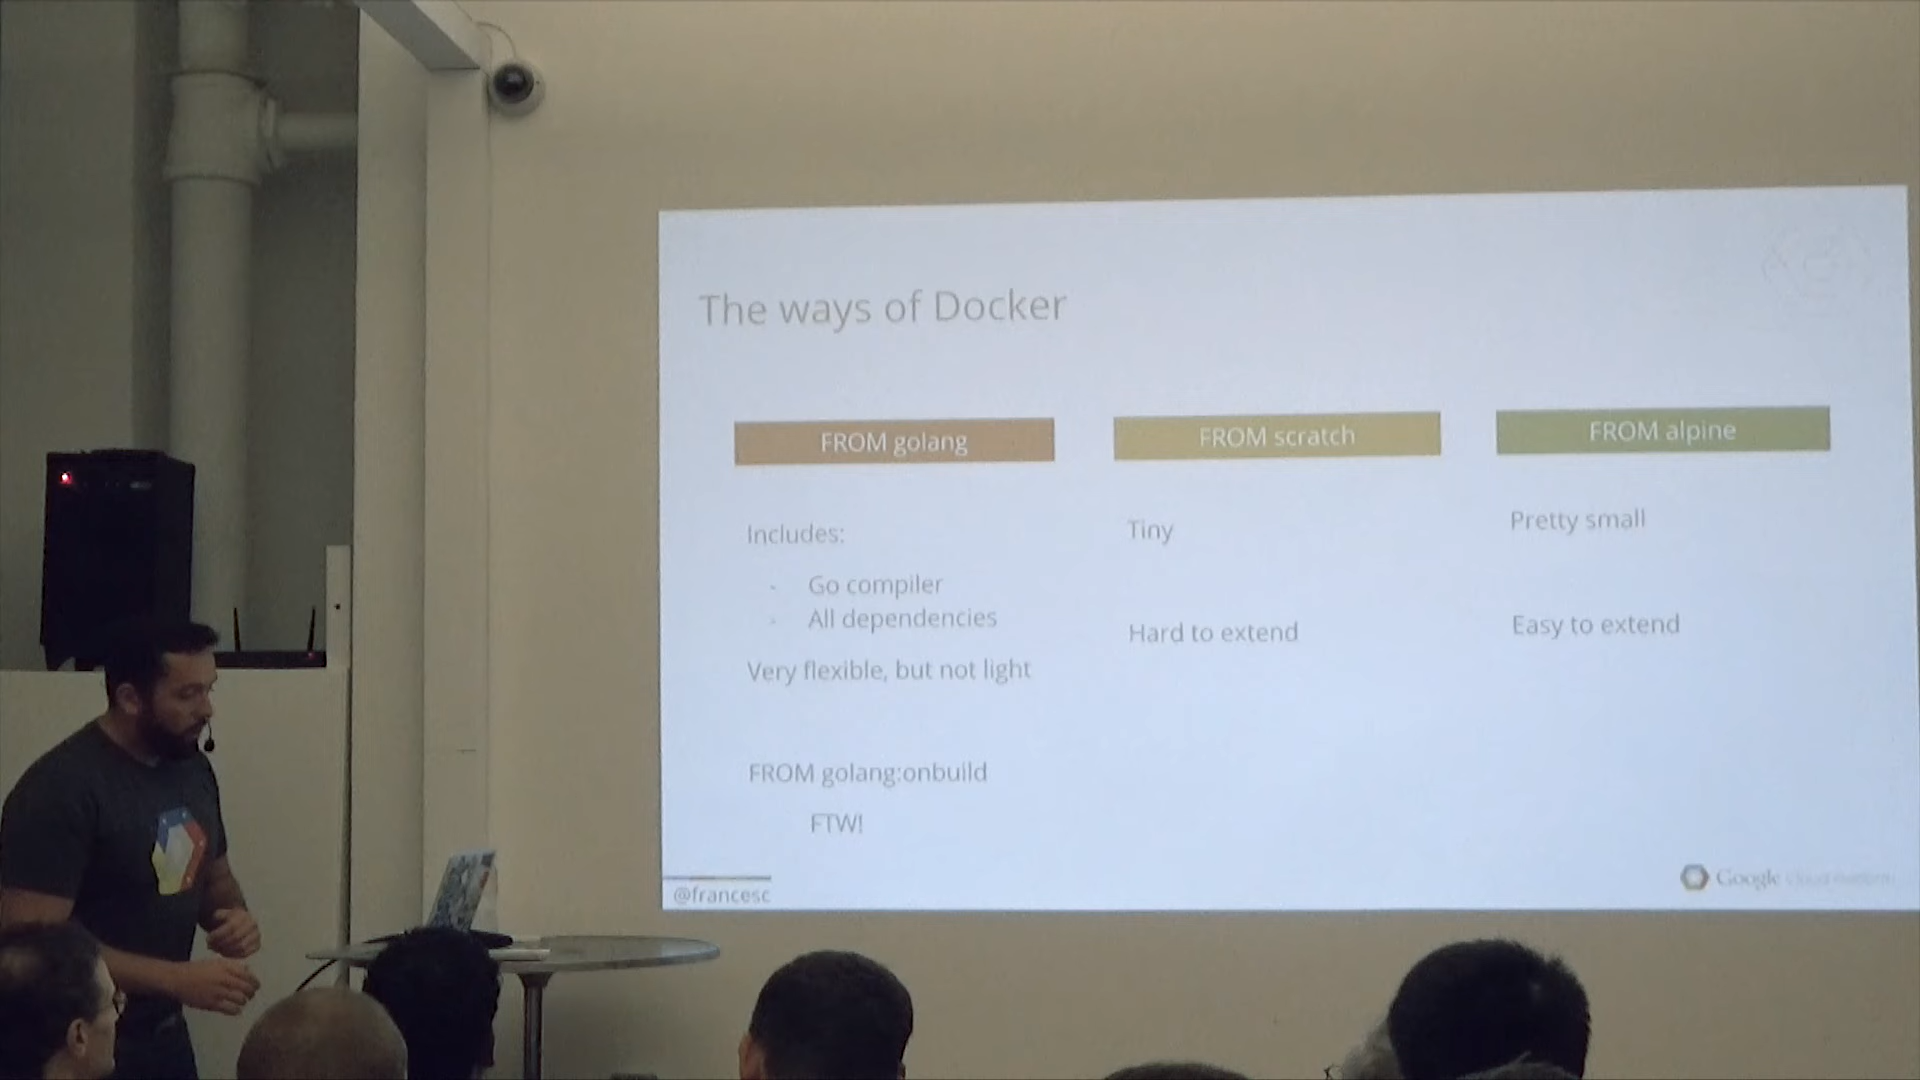 The ways of Docker
FROM golang
Includes:
- Go compiler
- All dependencies
Very flexible, but not light
FROM golang:onbuild
FTW!
FROM scratch
Tiny
Hard to extend
FROM alpine
Pretty small
Easy to extend
@francesc
Google